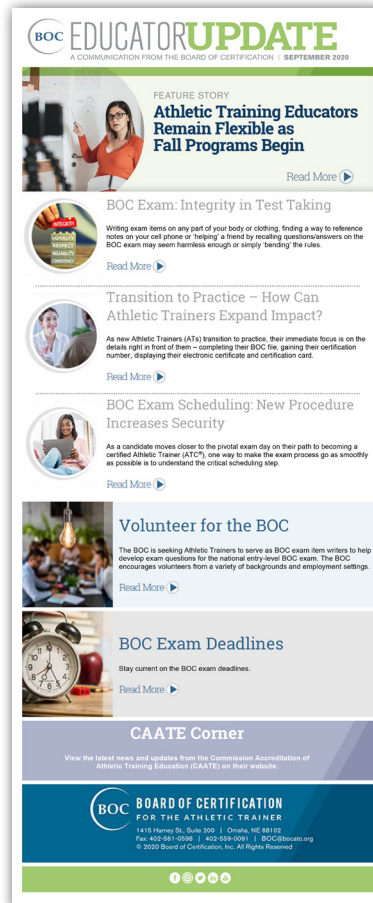 BOC EDUCATORUPDATE
A COMMUNICATION FROM THE BOARD OF CERTIFICATION | SEPTEMBER 2020
FEATURE STORY
Athletic Training Educators
Remain Flexible as
Fall Programs Begin
Read More
BOC Exam: Integrity in Test Taking
Writing exam items on any part of your body or clothing, finding a way to reference
notes on your cell phone or 'helping' a friend by recalling questions/answers on the
BOC exam may seem harmless enough or simply 'bending' the rules.
Read More
INTEGRITY
LOYALTY
RESPECT
RELIABILITY
CONSISTENCY
Transition to Practice – How Can
Athletic Trainers Expand Impact?
As new Athletic Trainers (ATs) transition to practice, their immediate focus is on the
details right in front of them – completing their BOC file, gaining their certification
number, displaying their electronic certificate and certification card.
Read More
BOC Exam Scheduling: New Procedure
Increases Security
As a candidate moves closer to the pivotal exam day on their path to becoming a
certified Athletic Trainer (ATC®), one way to make the exam process go as smoothly
as possible is to understand the critical scheduling step.
Read More
Volunteer for the BOC
The BOC is seeking Athletic Trainers to serve as BOC exam item writers to help
develop exam questions for the national entry-level BOC exam. The BOC
encourages volunteers from a variety of backgrounds and employment settings.
Read More
BOC Exam Deadlines
Stay current on the BOC exam deadlines.
Read More
CAATE Corner
View the latest news and updates from the Commission Accreditation of
Athletic Training Education (CAATE) on their website.
BOC BOARD OF CERTIFICATION
FOR THE ATHLETIC TRAINER
1415 Harney St., Suite 200 | Omaha, NE 68102
Fax: 402-561-0598 | 402-559-0091 | BOC@bocatc.org
© 2020 Board of Certification, Inc. All Rights Reserved